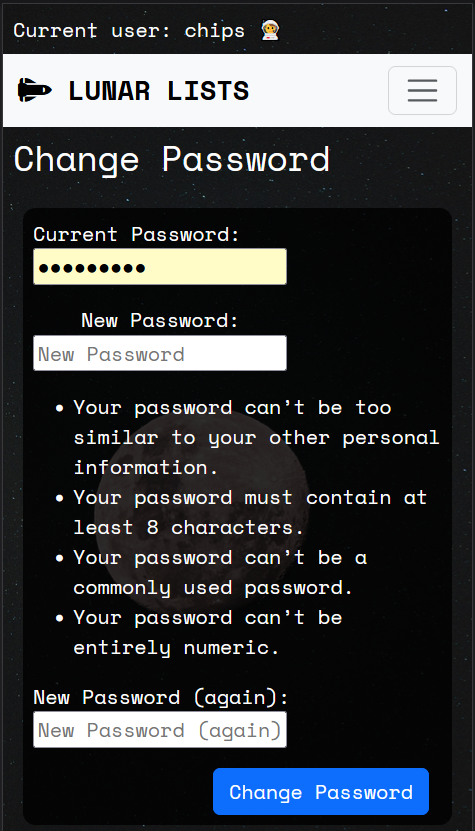 Current user: chips 🧑‍🚀
LUNAR LISTS
Change Password
Current Password:
•••••••••
New Password:
New Password
• Your password can't be too
similar to your other personal
information.
• Your password must contain at
least 8 characters.
• Your password can't be a
commonly used password.
• Your password can't be
entirely numeric.
New Password (again):
New Password (again)
Change Password